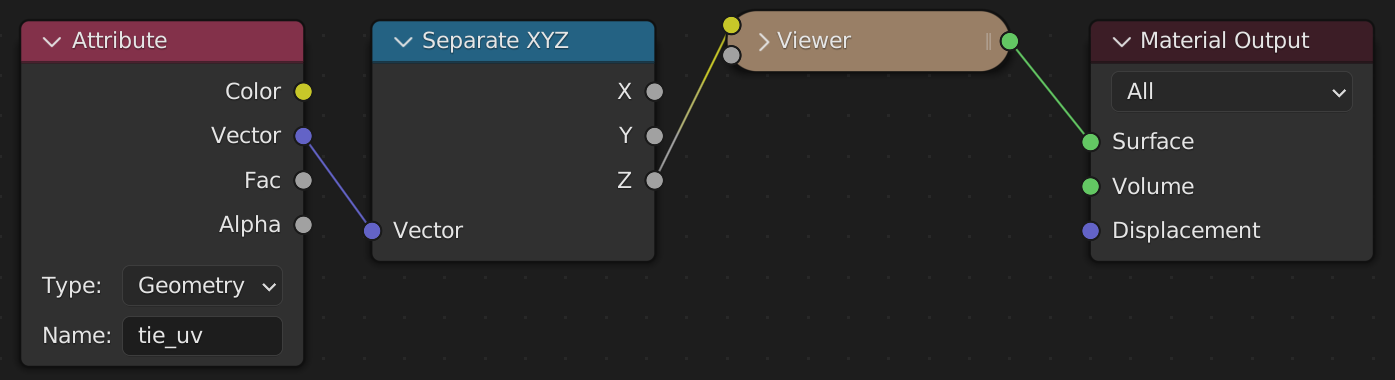 Attribute
Color
Vector
Fac
Alpha
Type: Geometry
Name: tie_uv
Separate XYZ
X
Y
Z
Vector
Viewer
Material Output
All
Surface
Volume
Displacement